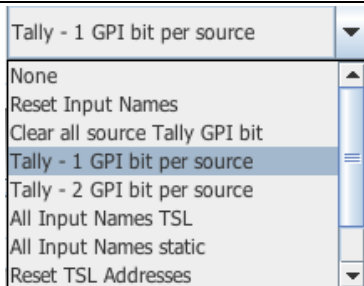 Tally - 1 GPI bit per source
None
Reset Input Names
Clear all source Tally GPI bit
Tally - 1 GPI bit per source
Tally - 2 GPI bit per source
All Input Names TSL
All Input Names static
Reset TSL Addresses